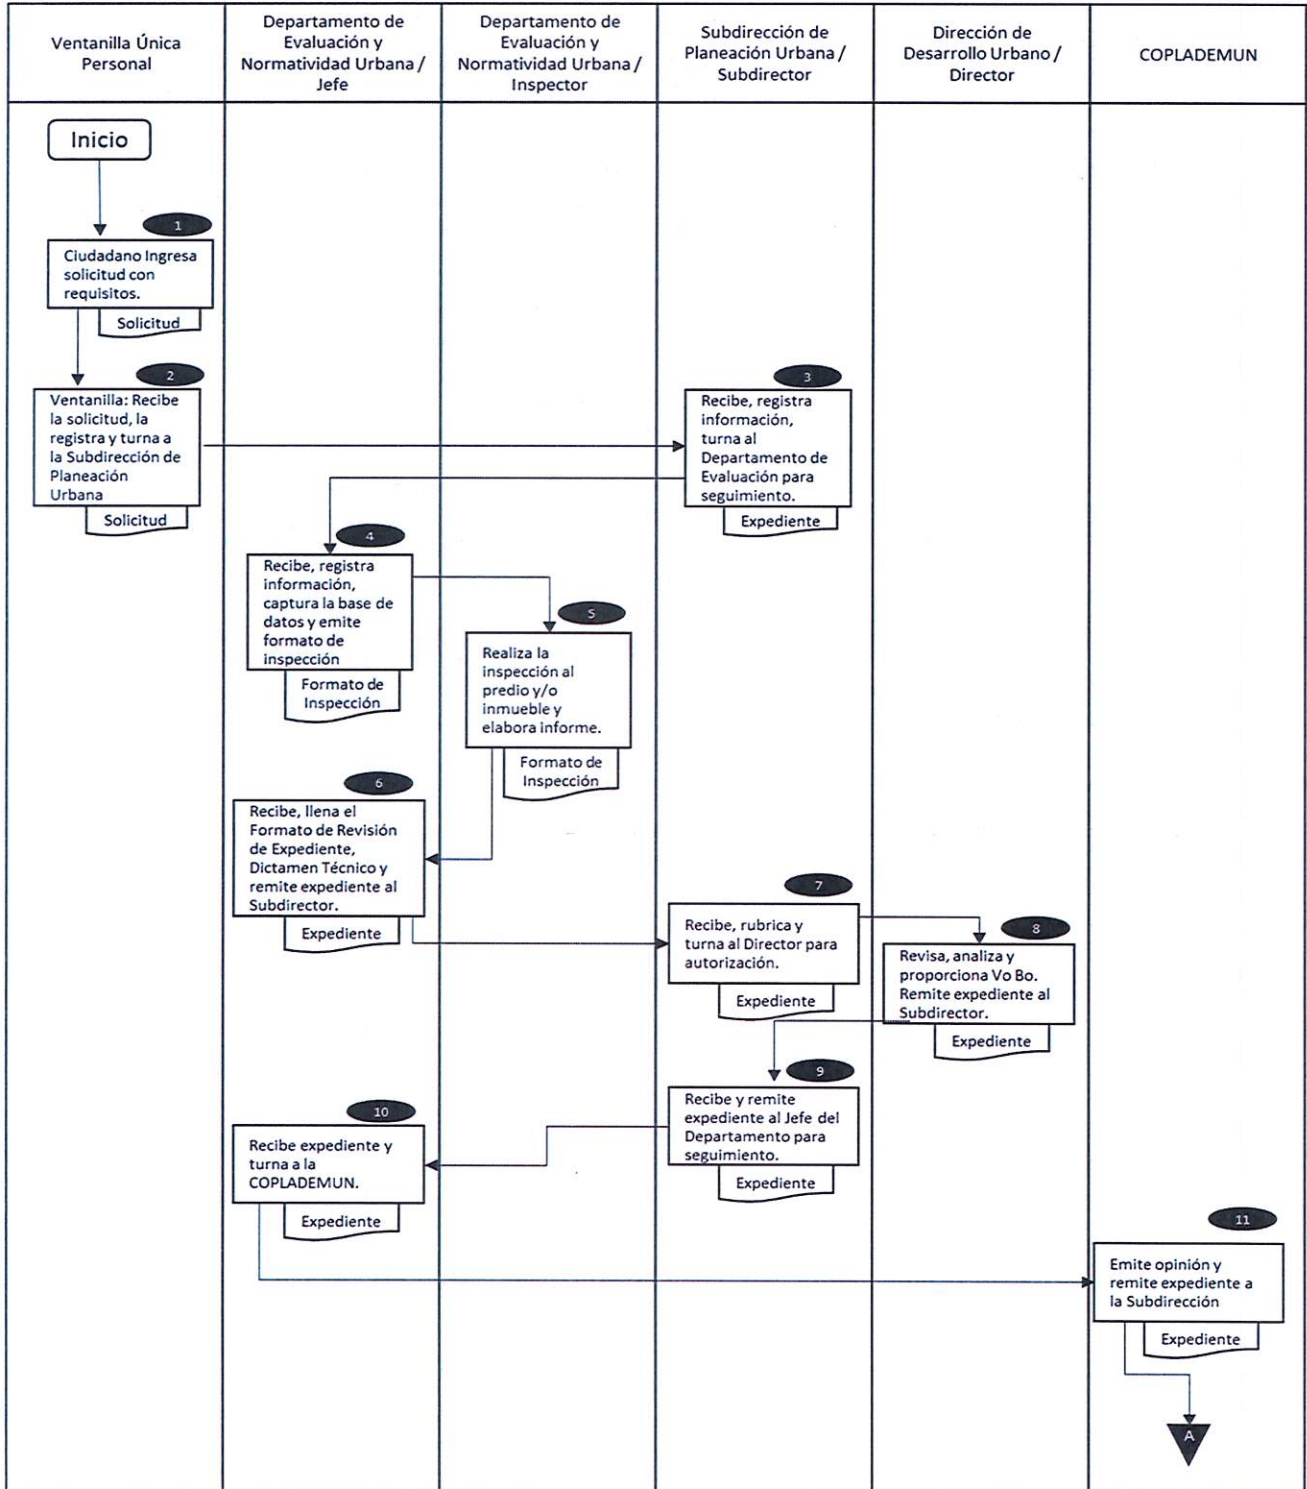 Ventanilla Única
Personal
Departamento de
Evaluación y
Normatividad Urbana /
Jefe
Departamento de
Evaluación y
Normatividad Urbana /
Inspector
Subdirección de
Planeación Urbana /
Subdirector
Dirección de
Desarrollo Urbano /
Director
COPLADEMUN
Inicio
1
Ciudadano Ingresa
solicitud con
requisitos.
Solicitud
2
Ventanilla: Recibe
la solicitud, la
registra y turna a
la Subdirección de
Planeación
Urbana
Solicitud
3
Recibe, registra
información,
turna al
Departamento de
Evaluación para
seguimiento.
Expediente
4
Recibe, registra
información,
captura la base de
datos y emite
formato de
inspección
Formato de
Inspección
5
Realiza la
inspección al
predio y/o
inmueble y
elabora informe.
Formato de
Inspección
6
Recibe, llena el
Formato de Revisión
de Expediente,
Dictamen Técnico y
remite expediente al
Subdirector.
Expediente
7
Recibe, rubrica y
turna al Director para
autorización.
Expediente
8
Revisa, analiza y
proporciona Vo Bo.
Remite expediente al
Subdirector.
Expediente
9
Recibe y remite
expediente al Jefe del
Departamento para
seguimiento.
Expediente
10
Recibe expediente y
turna a la
COPLADEMUN.
Expediente
11
Emite opinión y
remite expediente a
la Subdirección
Expediente
A